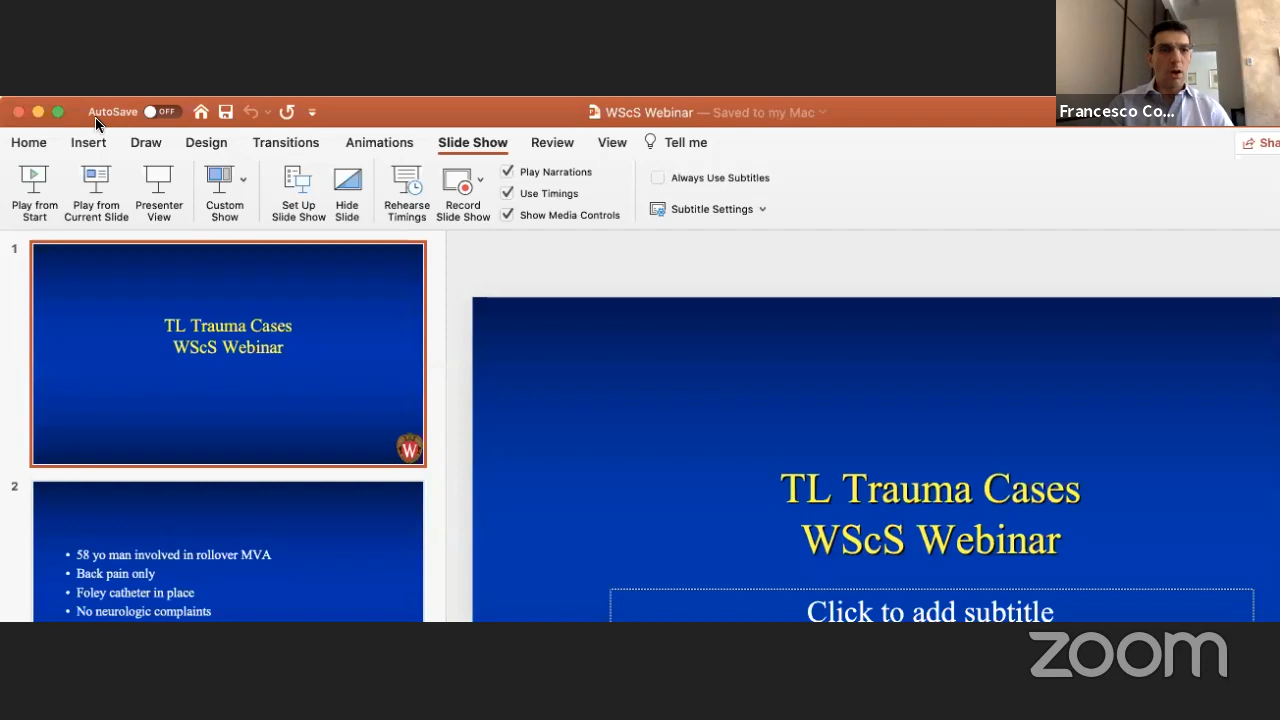 Francesco Co...
AutoSave OFF
WScS Webinar — Saved to my Mac
Home Insert Draw Design Transitions Animations Slide Show Review View Tell me
Sha
Play from Start
Play from Current Slide
Presenter View
Custom Show
Set Up Slide Show
Hide Slide
Rehearse Timings
Record Slide Show
Play Narrations
Use Timings
Show Media Controls
Always Use Subtitles
Subtitle Settings
1
TL Trauma Cases
WScS Webinar
W
2
• 58 yo man involved in rollover MVA
• Back pain only
• Foley catheter in place
• No neurologic complaints
TL Trauma Cases
WScS Webinar
Click to add subtitle
zoom